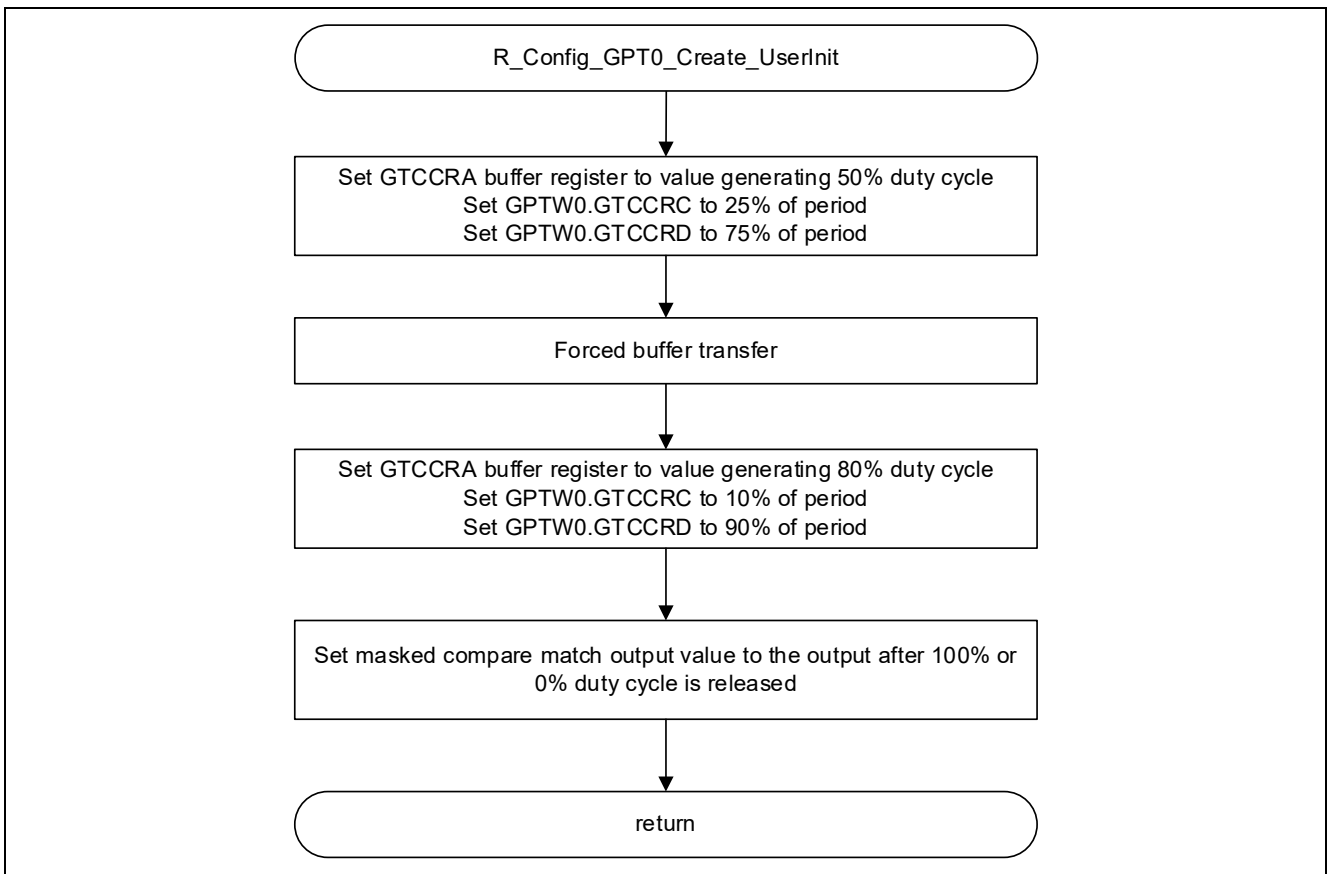 R_Config_GPT0_Create_UserInit
Set GTCCRA buffer register to value generating 50% duty cycle
Set GPTW0.GTCCRC to 25% of period
Set GPTW0.GTCCRD to 75% of period
Forced buffer transfer
Set GTCCRA buffer register to value generating 80% duty cycle
Set GPTW0.GTCCRC to 10% of period
Set GPTW0.GTCCRD to 90% of period
Set masked compare match output value to the output after 100% or
0% duty cycle is released
return